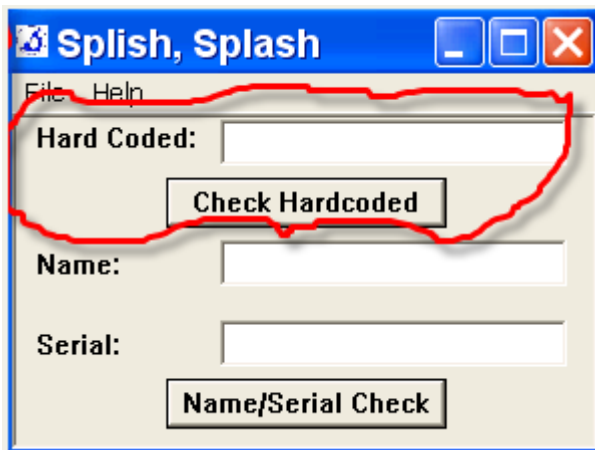 Splish, Splash
File Help
Hard Coded:
Check Hardcoded
Name:
Serial:
Name/Serial Check